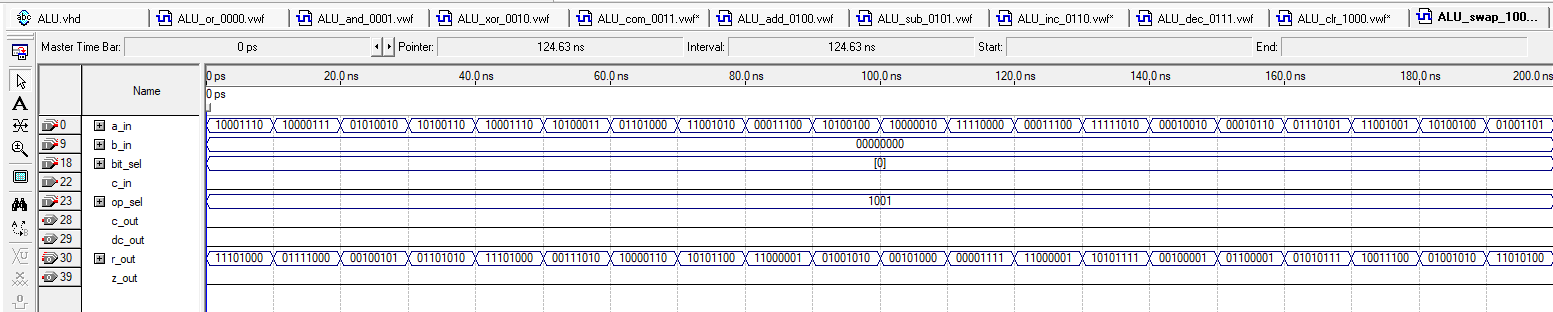 ALU.vhd ALU_or_0000.vwf ALU_and_0001.vwf ALU_xor_0010.vwf ALU_com_0011.vwf* ALU_add_0100.vwf ALU_sub_0101.vwf ALU_inc_0110.vwf* ALU_dec_0111.vwf ALU_clr_1000.vwf* ALU_swap_100...
Master Time Bar: 0 ps Pointer: 124.63 ns Interval: 124.63 ns Start: End:
Name 0 ps 20.0 ns 40.0 ns 60.0 ns 80.0 ns 100.0 ns 120.0 ns 140.0 ns 160.0 ns 180.0 ns 200.0 ns
0 ps
0 a_in 10001110 10000111 01010010 10100110 10001110 10100011 01101000 11001010 00011100 10100100 10000010 11110000 00011100 11111010 00010010 00010110 01110101 11001001 10100100 01001101
9 b_in 00000000
18 bit_sel [0]
22 c_in
23 op_sel 1001
28 c_out
29 dc_out
30 r_out 11101000 01111000 00100101 01101010 11101000 00111010 10000110 10101100 11000001 01001010 00101000 00001111 11000001 10101111 00100001 01100001 01010111 10011100 01001010 11010100
39 z_out